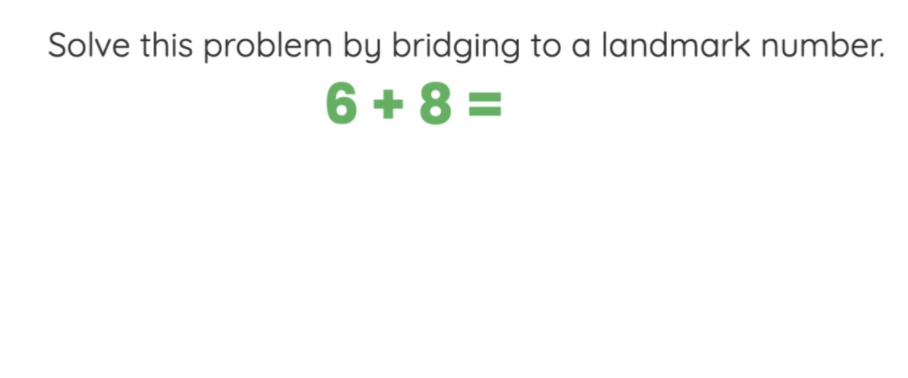 Solve this problem by bridging to a landmark number.
6 + 8 =